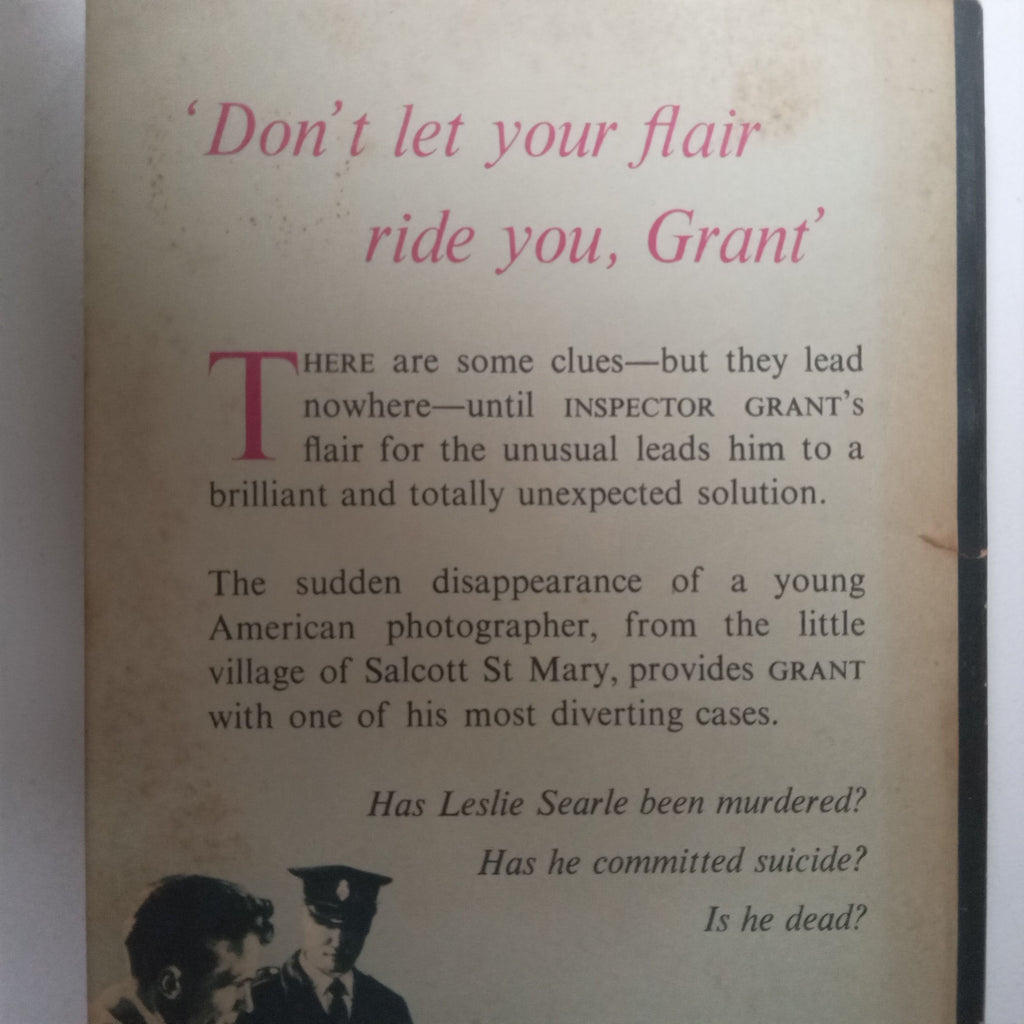 ‘Don’t let your flair
ride you, Grant’
THERE are some clues—but they lead
nowhere—until INSPECTOR GRANT’S
flair for the unusual leads him to a
brilliant and totally unexpected solution.
The sudden disappearance of a young
American photographer, from the little
village of Salcott St Mary, provides GRANT
with one of his most diverting cases.
Has Leslie Searle been murdered?
Has he committed suicide?
Is he dead?